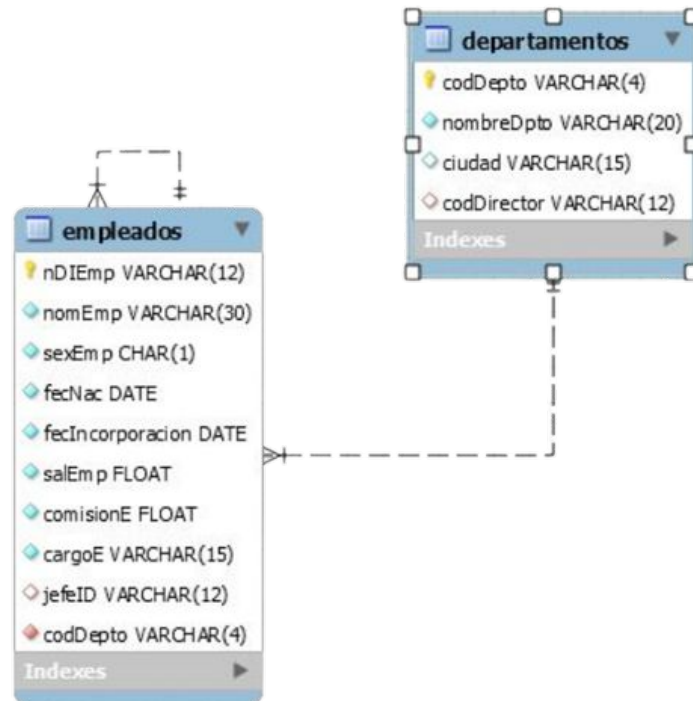 departamentos
codDepto VARCHAR(4)
nombreDpto VARCHAR(20)
ciudad VARCHAR(15)
codDirector VARCHAR(12)
Indexes
empleados
nDIEmp VARCHAR(12)
nomEmp VARCHAR(30)
sexEmp CHAR(1)
fecNac DATE
fecIncorporacion DATE
salEmp FLOAT
comisionE FLOAT
cargoE VARCHAR(15)
jefeID VARCHAR(12)
codDepto VARCHAR(4)
Indexes